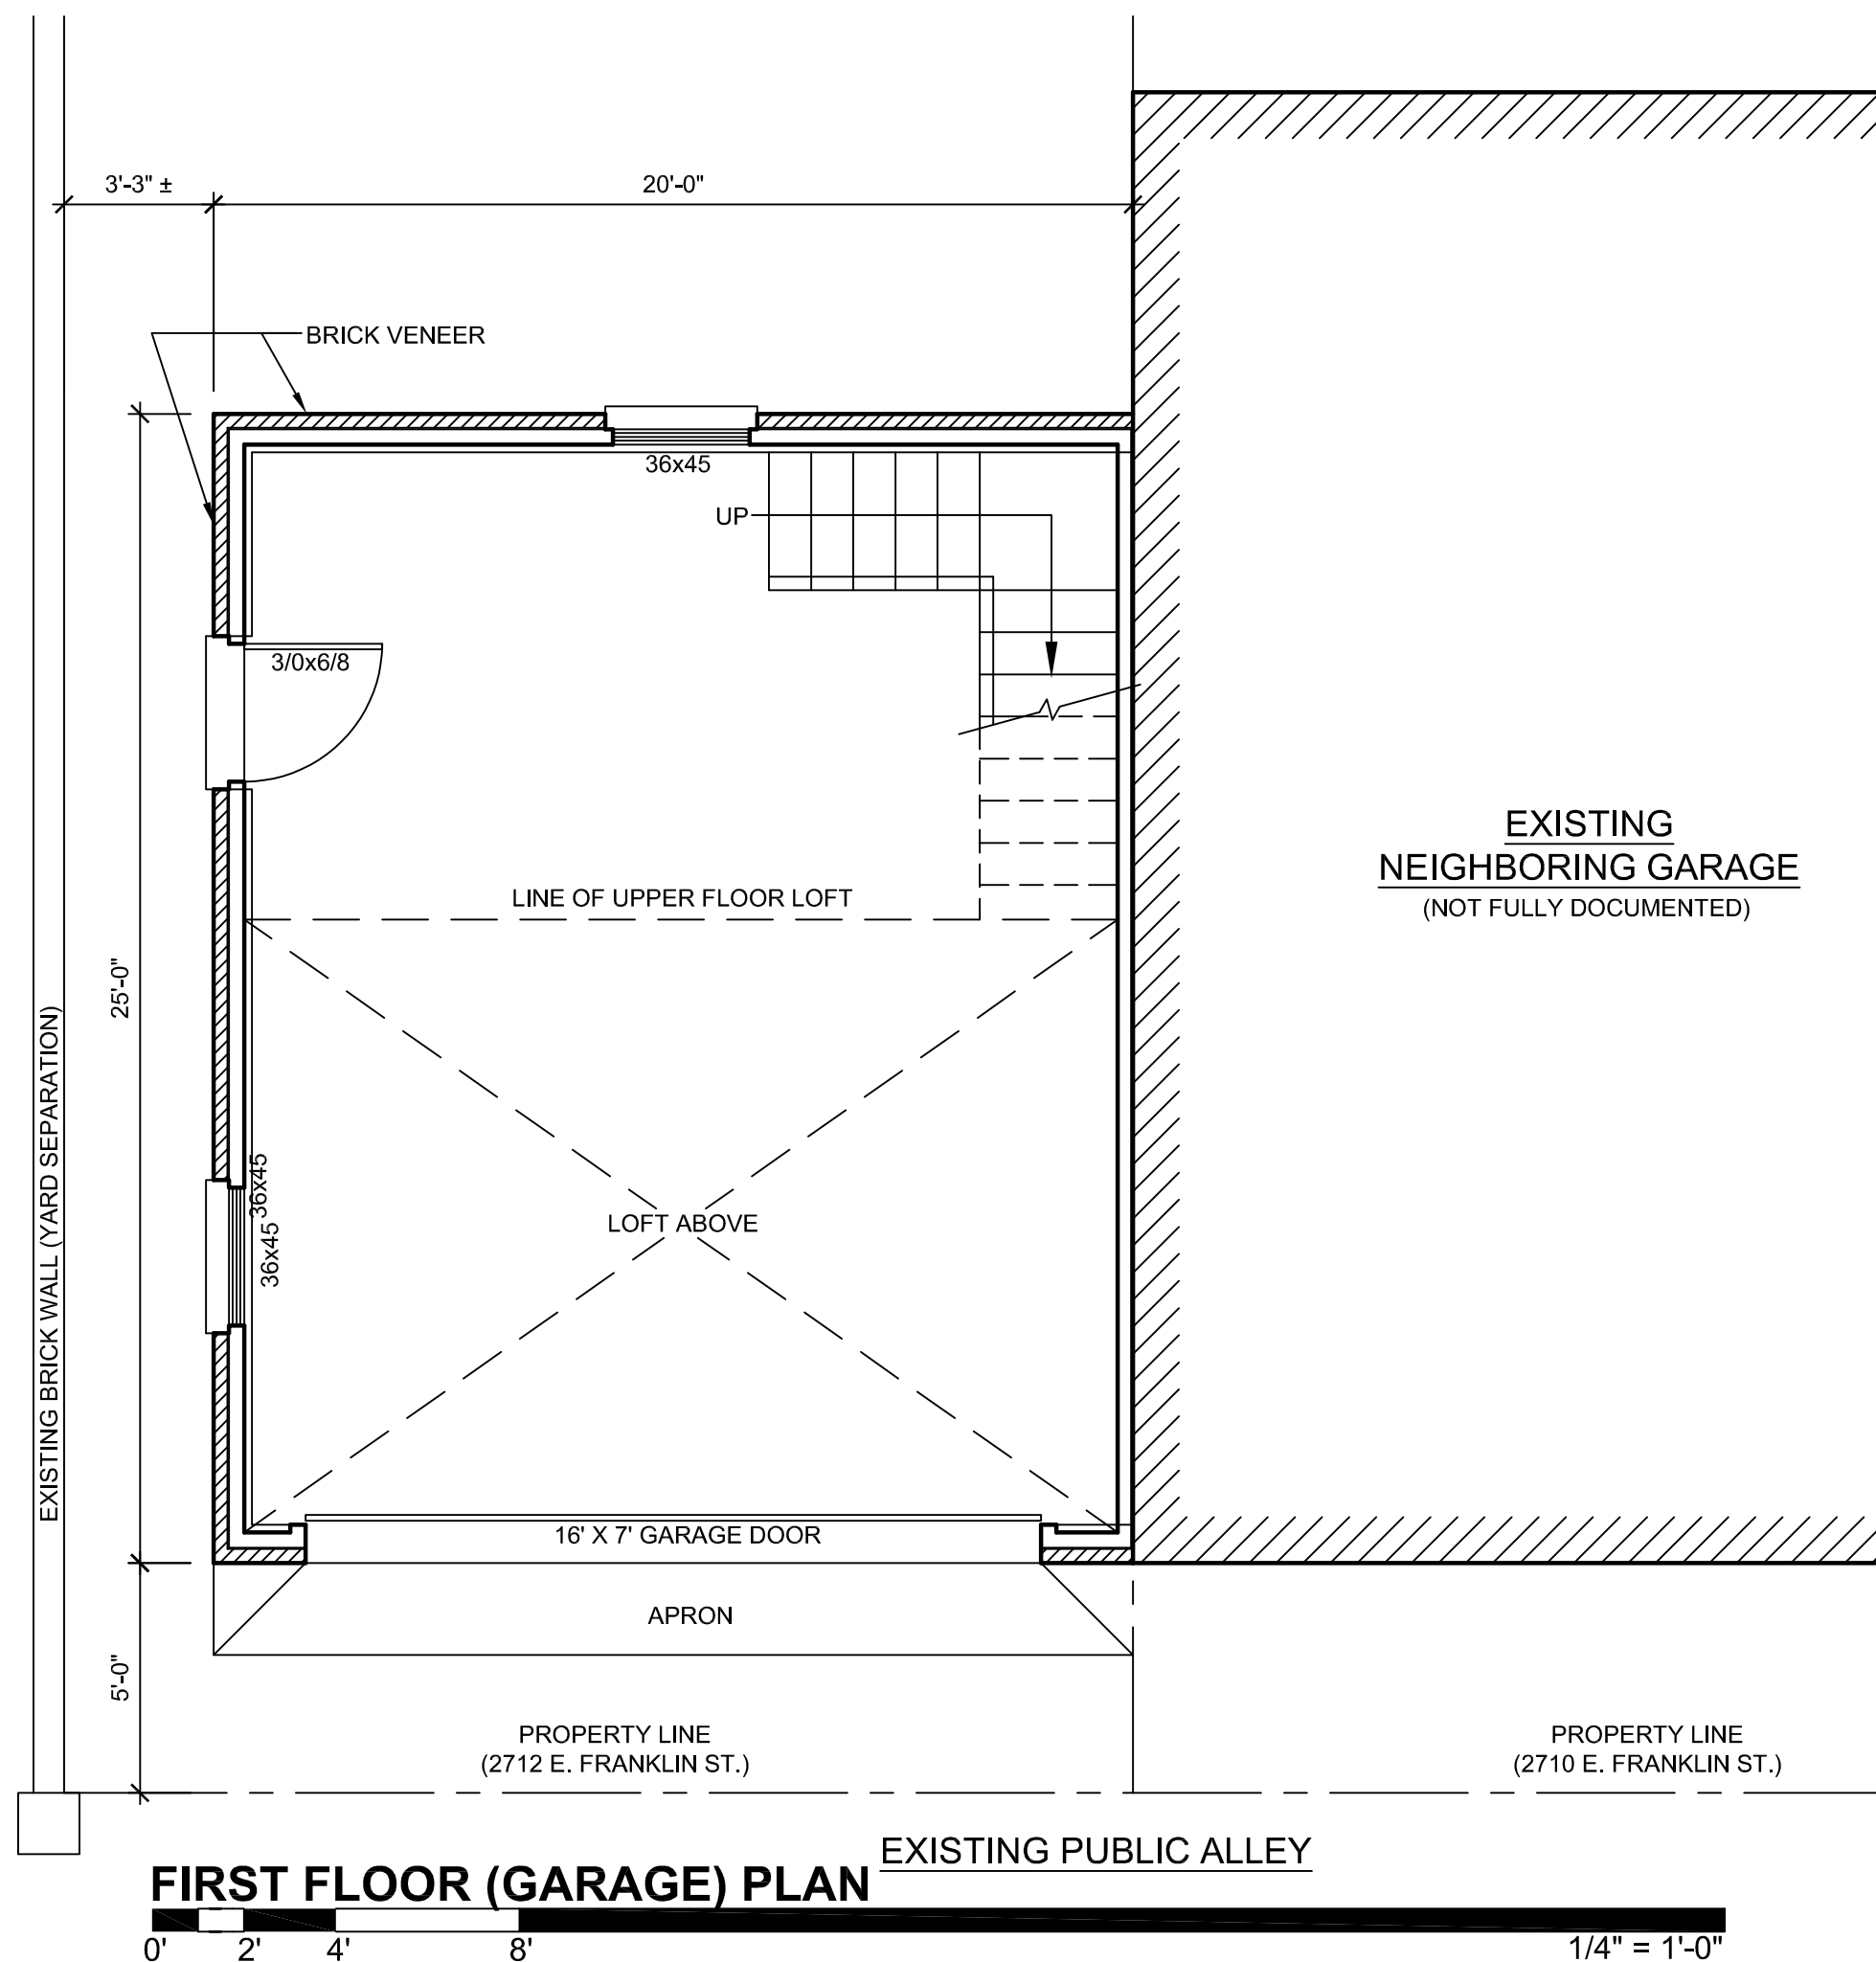 3'-3" ±
20'-0"
BRICK VENEER
36x45
UP
3/0x6/8
EXISTING
NEIGHBORING GARAGE
(NOT FULLY DOCUMENTED)
LINE OF UPPER FLOOR LOFT
25'-0"
EXISTING BRICK WALL (YARD SEPARATION)
36x45
36x45
LOFT ABOVE
16' X 7' GARAGE DOOR
APRON
5'-0"
PROPERTY LINE
(2712 E. FRANKLIN ST.)
PROPERTY LINE
(2710 E. FRANKLIN ST.)
EXISTING PUBLIC ALLEY
FIRST FLOOR (GARAGE) PLAN
0' 2' 4' 8'
1/4" = 1'-0"